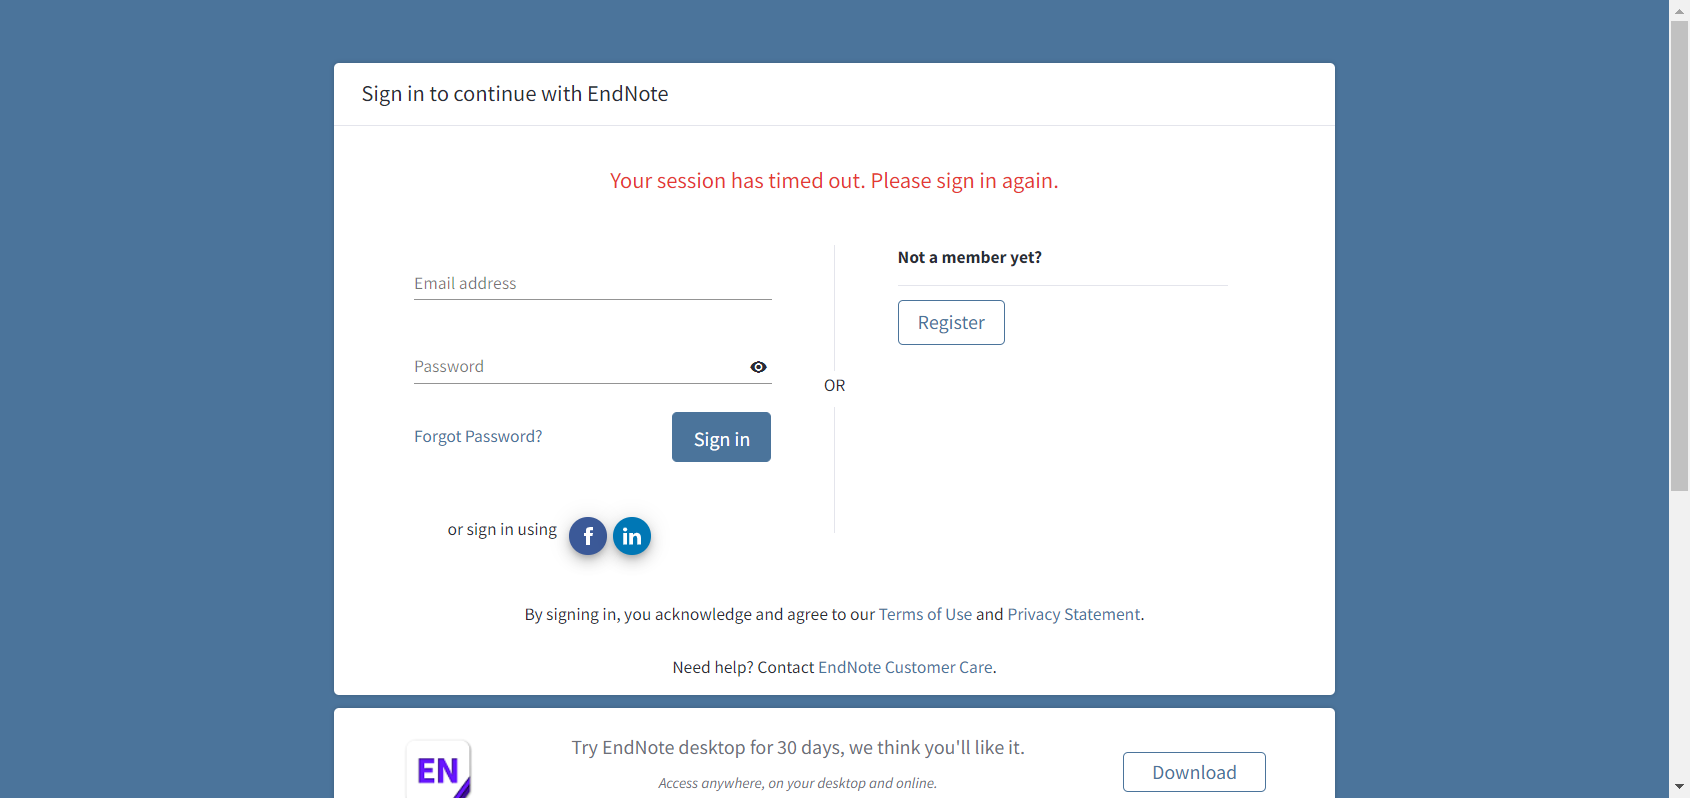 Sign in to continue with EndNote
Your session has timed out. Please sign in again.
Email address
Password
Forgot Password?
Sign in
or sign in using
f
in
OR
Not a member yet?
Register
By signing in, you acknowledge and agree to our Terms of Use and Privacy Statement.
Need help? Contact EndNote Customer Care.
EN
Try EndNote desktop for 30 days, we think you'll like it.
Access anywhere, on your desktop and online.
Download